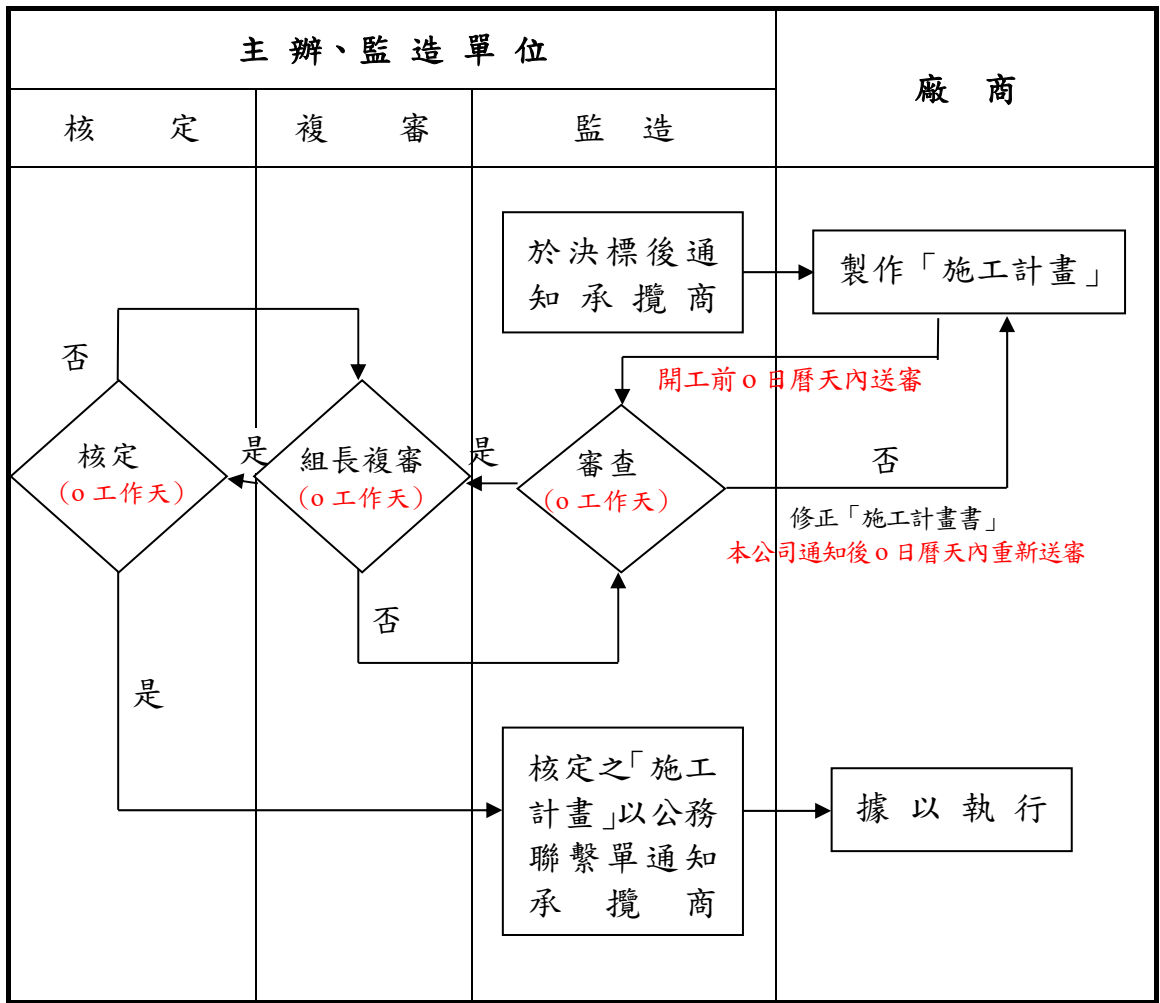 主辦、監造單位
廠商
核定
複審
監造
於決標後通
知承攬商
製作「施工計畫」
否
開工前o日曆天內送審
核定
(o工作天)
是
組長複審
(o工作天)
是
審查
(o工作天)
否
修正「施工計畫書」
本公司通知後o日曆天內重新送審
否
是
核定之「施工
計畫」以公務
聯繫單通知
承攬商
據以執行